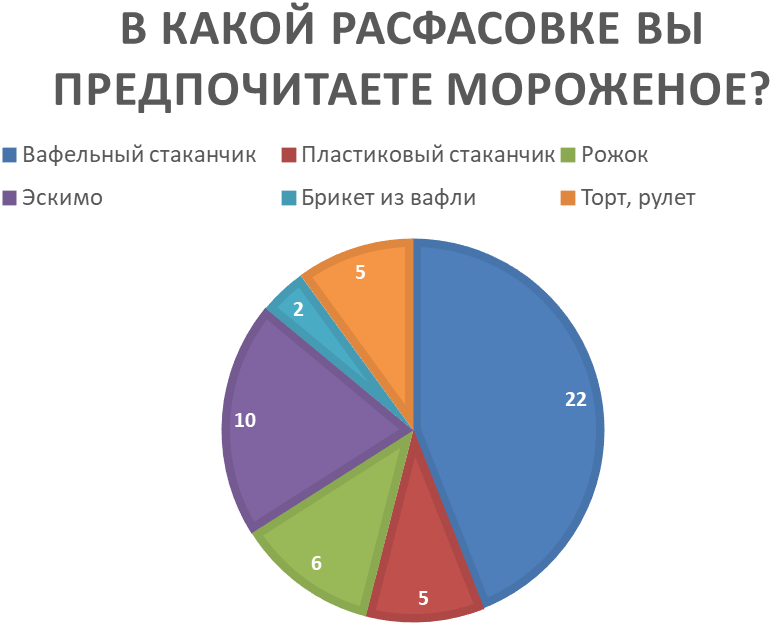 В КАКОЙ РАСФАСОВКЕ ВЫ
ПРЕДПОЧИТАЕТЕ МОРОЖЕНОЕ?
Вафельный стаканчик Пластиковый стаканчик Рожок
Эскимо Брикет из вафли Торт, рулет
5
2
22
10
6
5